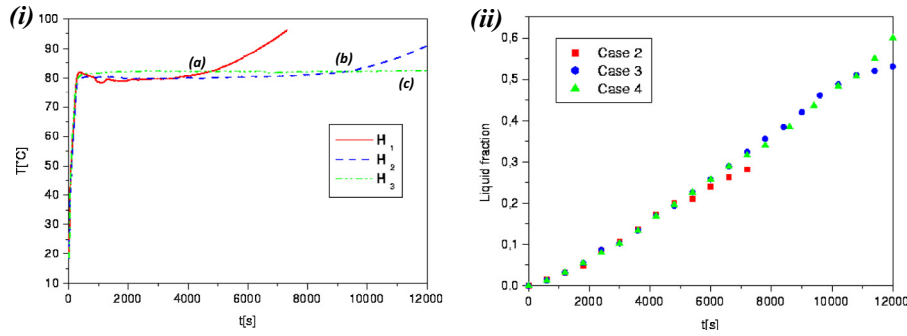 (i)
100
90
80
70
60
50
40
30
20
10
T[°C]
0
2000
4000
6000
8000
10000
12000
t[s]
(a)
(b)
(c)
H1
H2
H3
(ii)
0,6
0,5
0,4
0,3
0,2
0,1
0,0
Liquid fraction
0
2000
4000
6000
8000
10000
12000
t[s]
Case 2
Case 3
Case 4